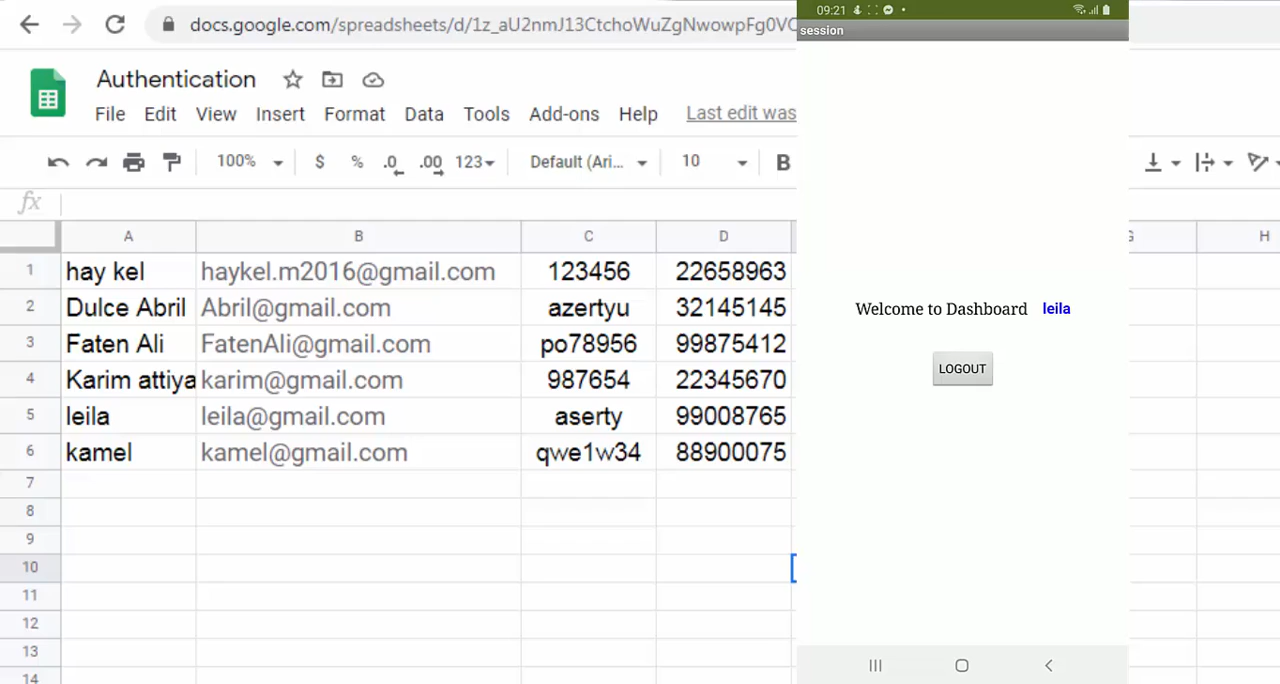 docs.google.com/spreadsheets/d/1z_aU2nmJ13CtchoWuZgNwowpFg0VC
Authentication
File Edit View Insert Format Data Tools Add-ons Help Last edit was
100% $ % .0 .00 123 Default (Ari... 10 B
fx
A B C D G H
1 hay kel haykel.m2016@gmail.com 123456 22658963
2 Dulce Abril Abril@gmail.com azertyu 32145145
3 Faten Ali FatenAli@gmail.com po78956 99875412
4 Karim attiya karim@gmail.com 987654 22345670
5 leila leila@gmail.com aserty 99008765
6 kamel kamel@gmail.com qwe1w34 88900075
7
8
9
10
11
12
13
14
09:21
session
Welcome to Dashboard leila
LOGOUT